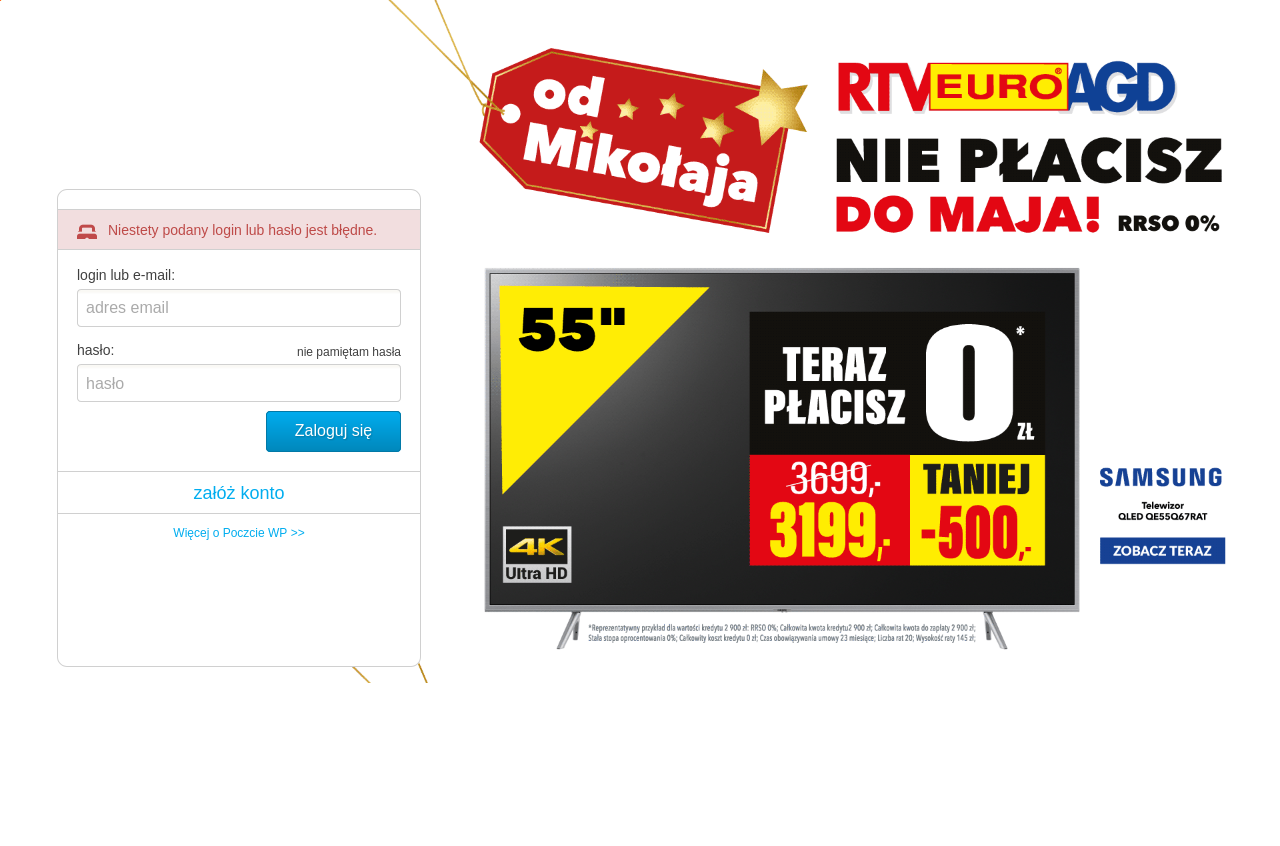 Niestety podany login lub hasło jest błędne.
login lub e-mail:
adres email
hasło:
nie pamiętam hasła
hasło
Zaloguj się
załóż konto
Więcej o Poczcie WP >>
od
Mikołaja
RTV EURO® AGD
NIE PŁACISZ
DO MAJA! RRSO 0%
55"
TERAZ
PŁACISZ
0*
ZŁ
3699,-
3199,-
TANIEJ
-500,-
4K
Ultra HD
SAMSUNG
Telewizor
QLED QE55Q67RAT
ZOBACZ TERAZ
*Reprezentatywny przykład dla wartości kredytu 2 900 zł: RRSO 0%; Całkowita kwota kredytu2 900 zł; Całkowita kwota do zapłaty 2 900 zł;
Stała stopa oprocentowania 0%; Całkowity koszt kredytu 0 zł; Czas obowiązywania umowy 23 miesiące; Liczba rat 20; Wysokość raty 145 zł;